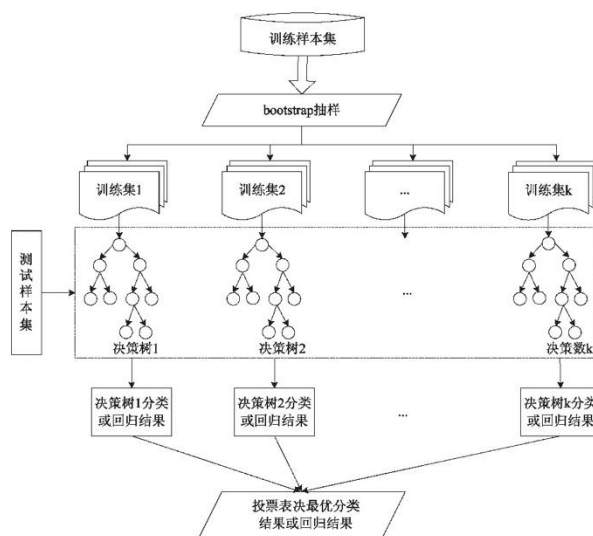 训练样本集
bootstrap抽样
训练集1
训练集2
...
训练集k
测试样本集
...
决策树1
决策树2
决策数k
决策树1分类
或回归结果
决策树2分类
或回归结果
...
决策树k分类
或回归结果
投票表决最优分类
结果或回归结果